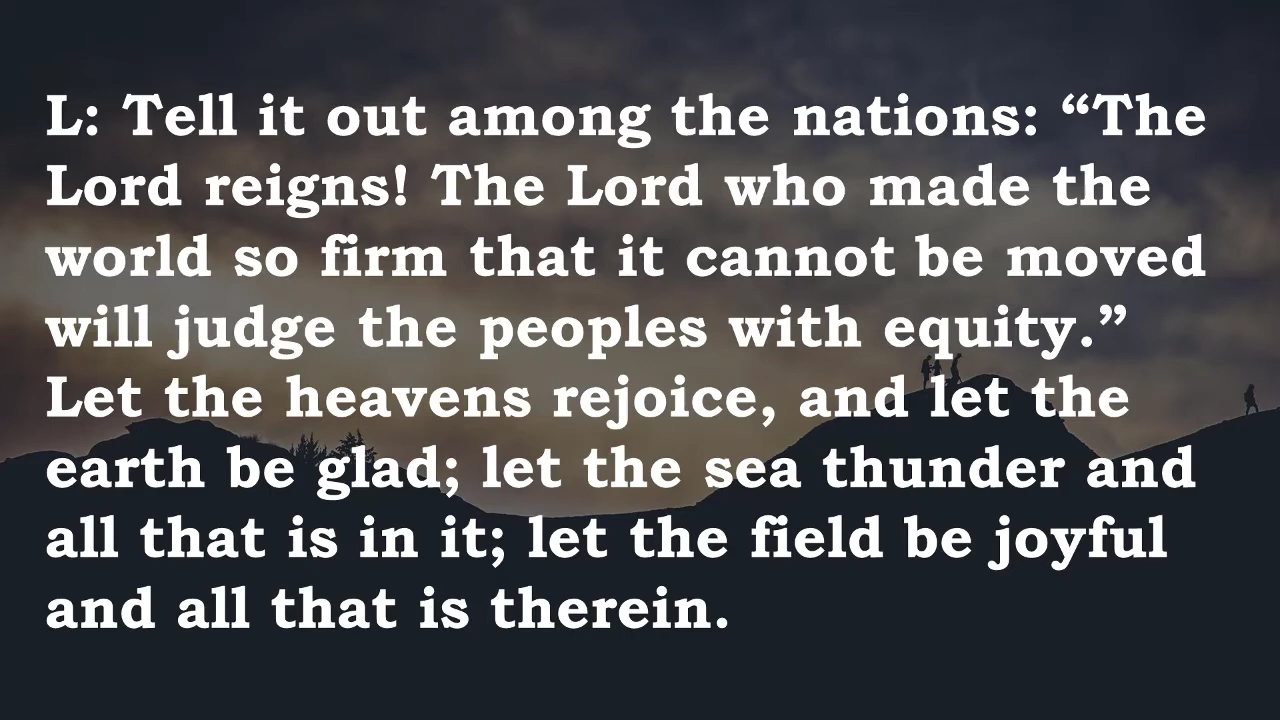 L: Tell it out among the nations: “The
Lord reigns! The Lord who made the
world so firm that it cannot be moved
will judge the peoples with equity.”
Let the heavens rejoice, and let the
earth be glad; let the sea thunder and
all that is in it; let the field be joyful
and all that is therein.